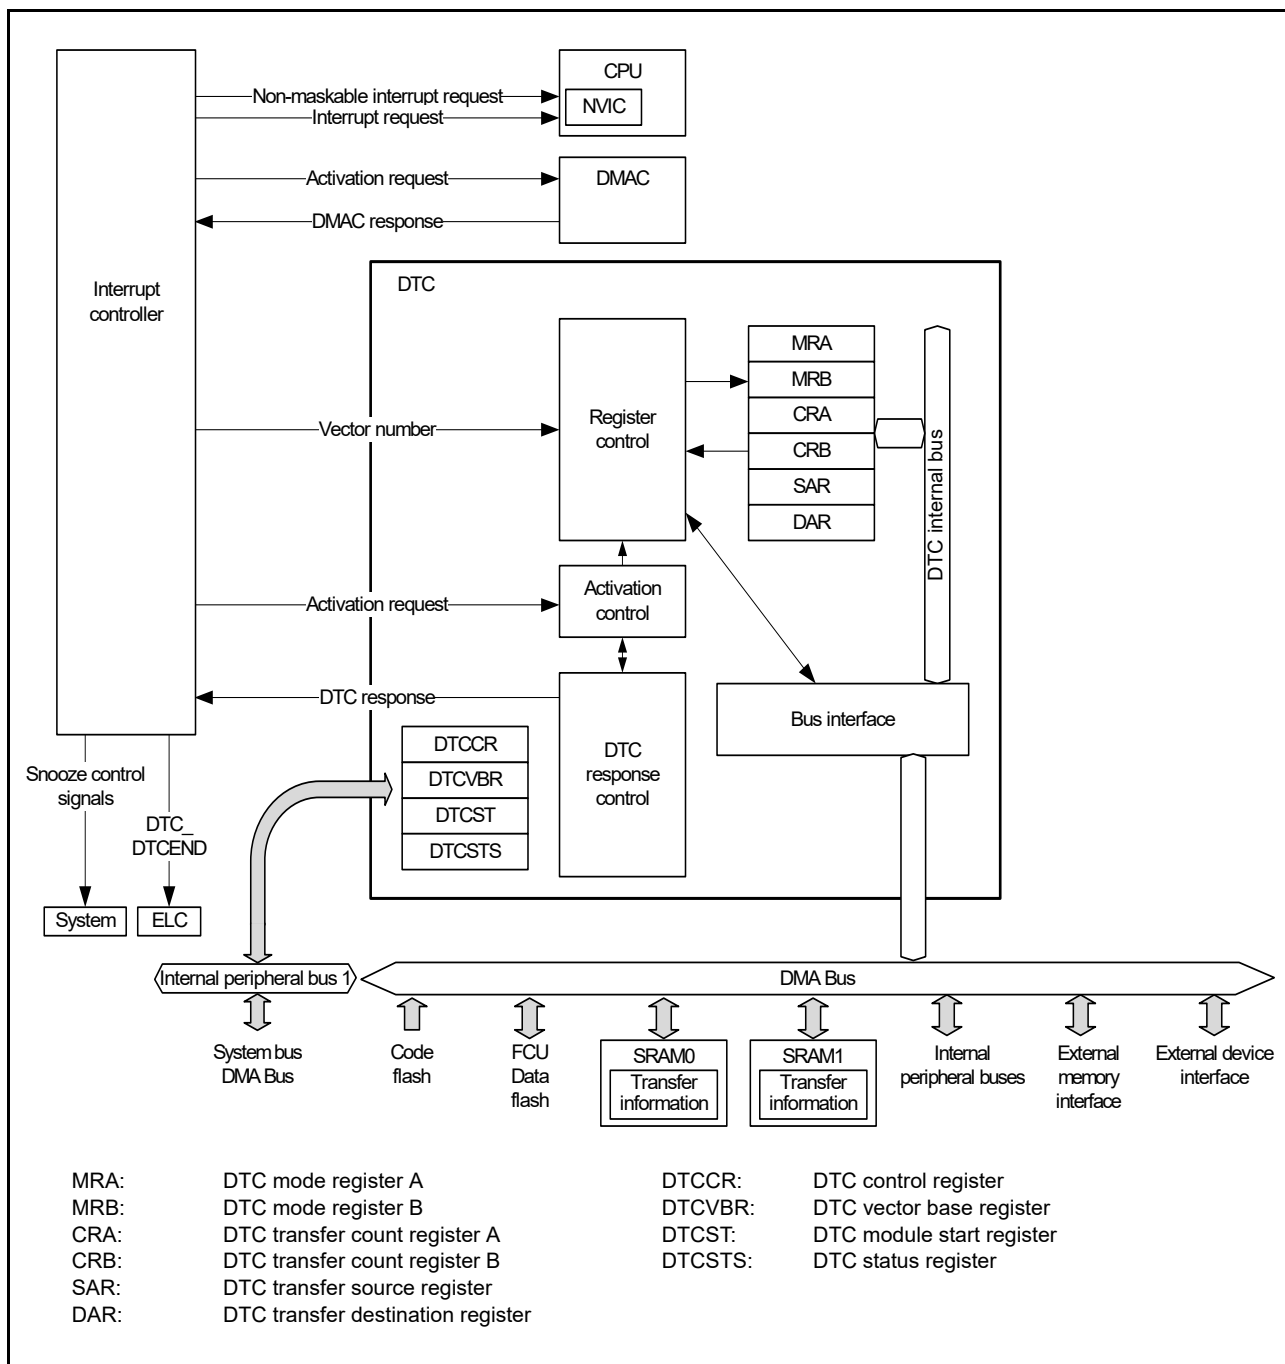 CPU
NVIC
Non-maskable interrupt request
Interrupt request
Activation request
DMAC
DMAC response
Interrupt
controller
DTC
MRA
MRB
CRA
CRB
SAR
DAR
Register
control
Vector number
DTC internal bus
Activation
control
Activation request
DTC response
Bus interface
DTCCR
DTCVBR
DTCST
DTCSTS
DTC
response
control
Snooze control
signals
DTC_
DTCEND
System
ELC
Internal peripheral bus 1
DMA Bus
System bus
DMA Bus
Code
flash
FCU
Data
flash
SRAM0
Transfer
information
SRAM1
Transfer
information
Internal
peripheral buses
External
memory
interface
External device
interface
MRA: DTC mode register A
MRB: DTC mode register B
CRA: DTC transfer count register A
CRB: DTC transfer count register B
SAR: DTC transfer source register
DAR: DTC transfer destination register
DTCCR: DTC control register
DTCVBR: DTC vector base register
DTCST: DTC module start register
DTCSTS: DTC status register